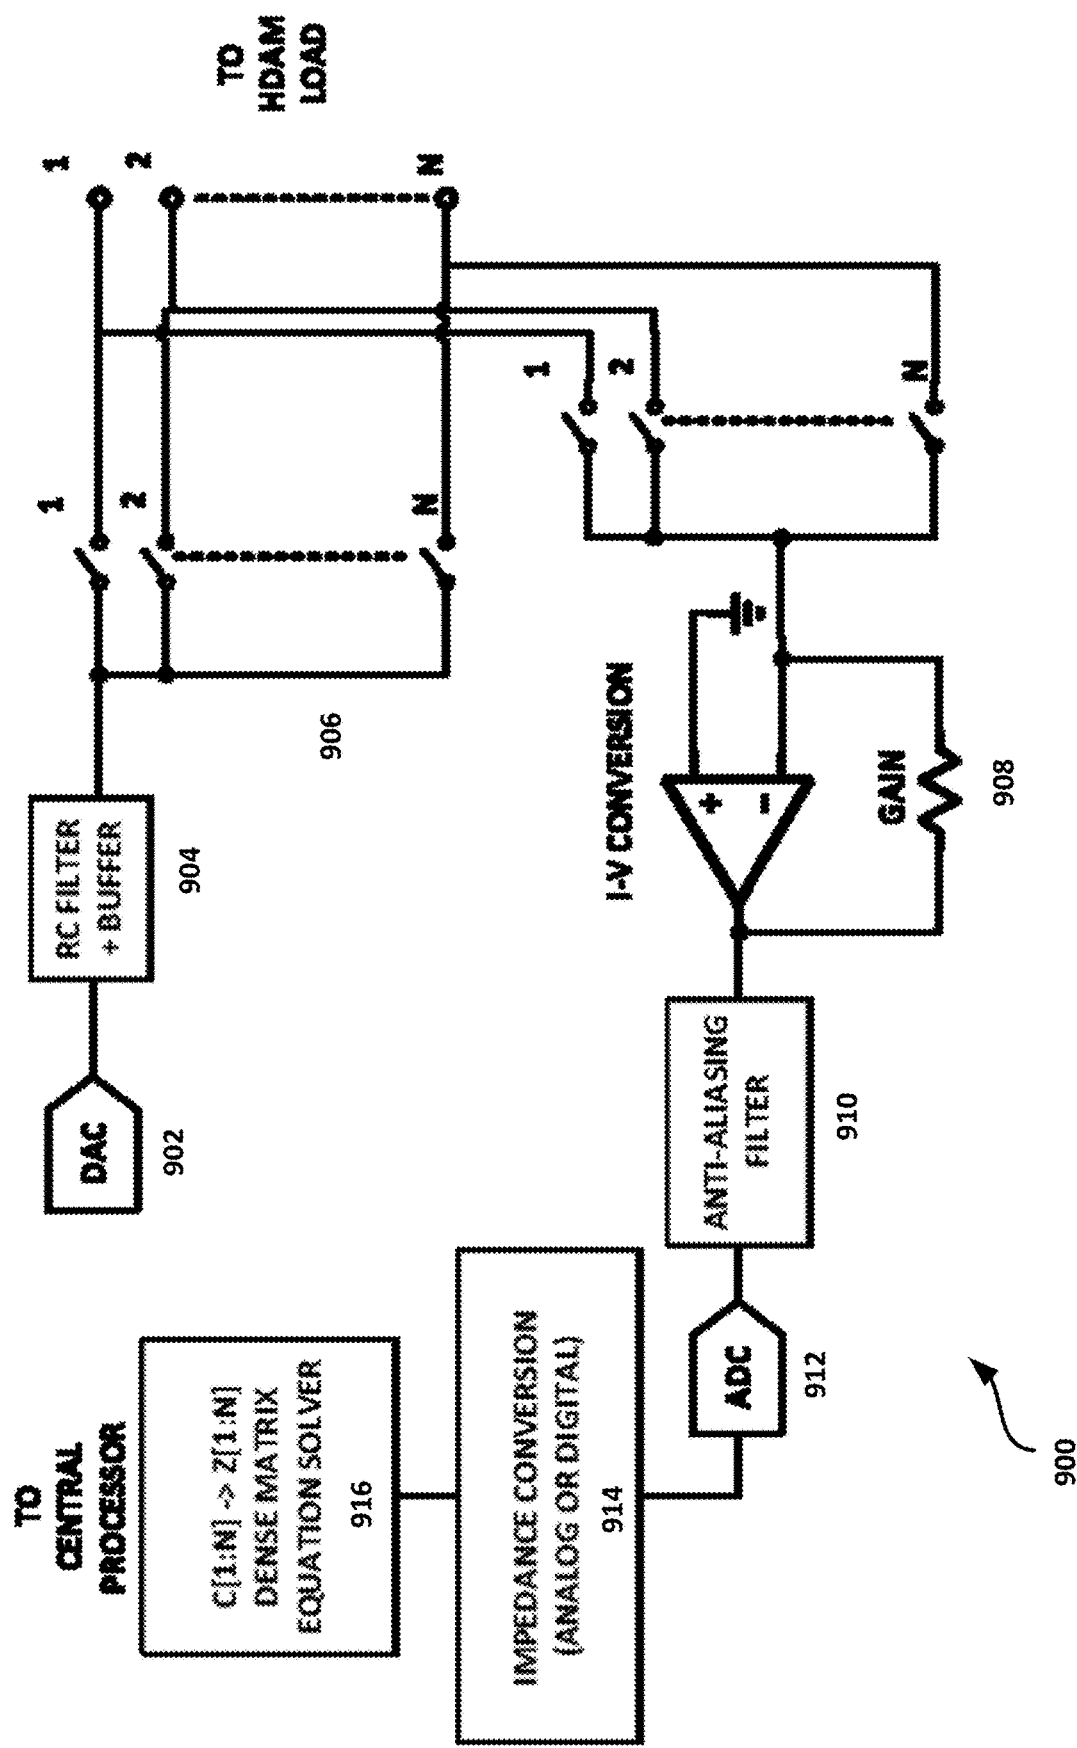 TO
CENTRAL
PROCESSOR
C[1:N] -> Z[1:N]
DENSE MATRIX
EQUATION SOLVER
916
IMPEDANCE CONVERSION
(ANALOG OR DIGITAL)
914
DAC
902
RC FILTER
+ BUFFER
904
906
1
2
N
1
2
N
TO
HDAM
LOAD
1
2
N
I-V CONVERSION
+
−
GAIN
908
ANTI-ALIASING
FILTER
910
ADC
912
900